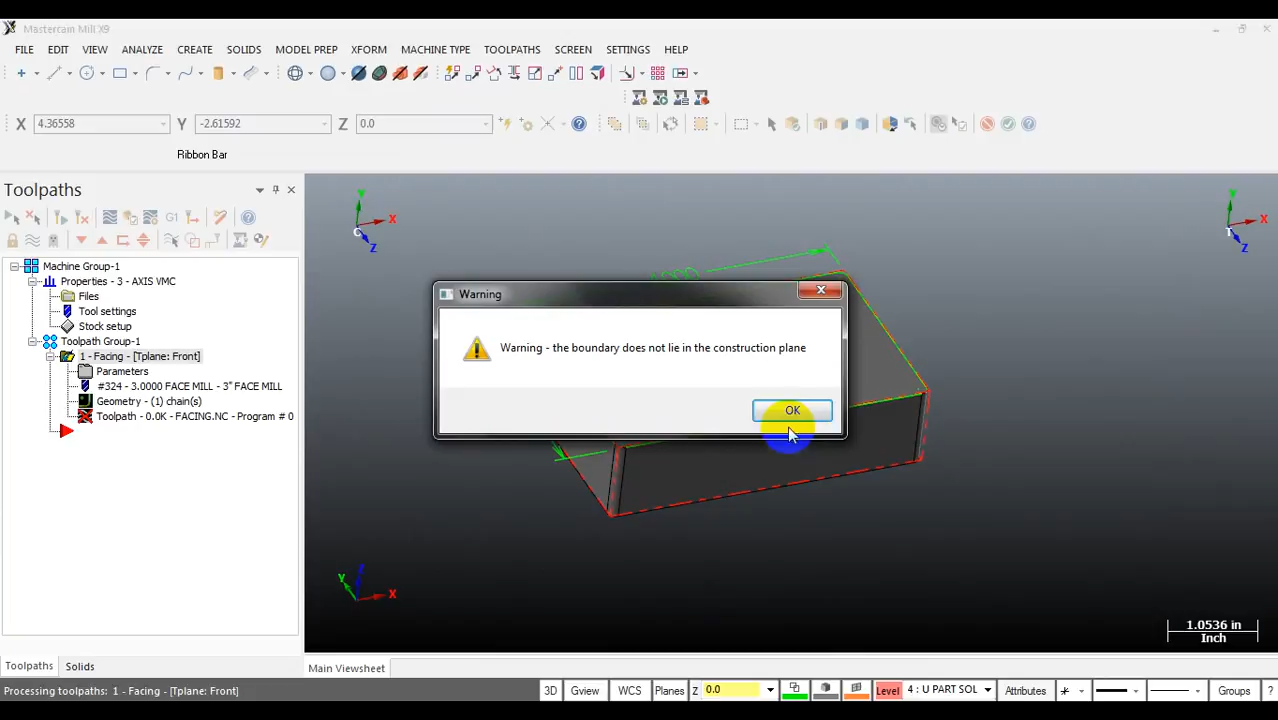 Mastercam Mill X9
FILE EDIT VIEW ANALYZE CREATE SOLIDS MODEL PREP XFORM MACHINE TYPE TOOLPATHS SCREEN SETTINGS HELP
X 4.36558 Y -2.61592 Z 0.0
Ribbon Bar
Toolpaths
G1
Machine Group-1
Properties - 3 - AXIS VMC
Files
Tool settings
Stock setup
Toolpath Group-1
1 - Facing - [Tplane: Front]
Parameters
#324 - 3.0000 FACE MILL - 3" FACE MILL
Geometry - (1) chain(s)
Toolpath - 0.0K - FACING.NC - Program # 0
Y
X
C
Z
Y
X
T
Z
Warning
Warning - the boundary does not lie in the construction plane
OK
Y
X
1.0536 in
Inch
Toolpaths Solids
Main Viewsheet
Processing toolpaths: 1 - Facing - [Tplane: Front]
3D Gview WCS Planes Z 0.0 Level 4 : U PART SOL Attributes Groups ?